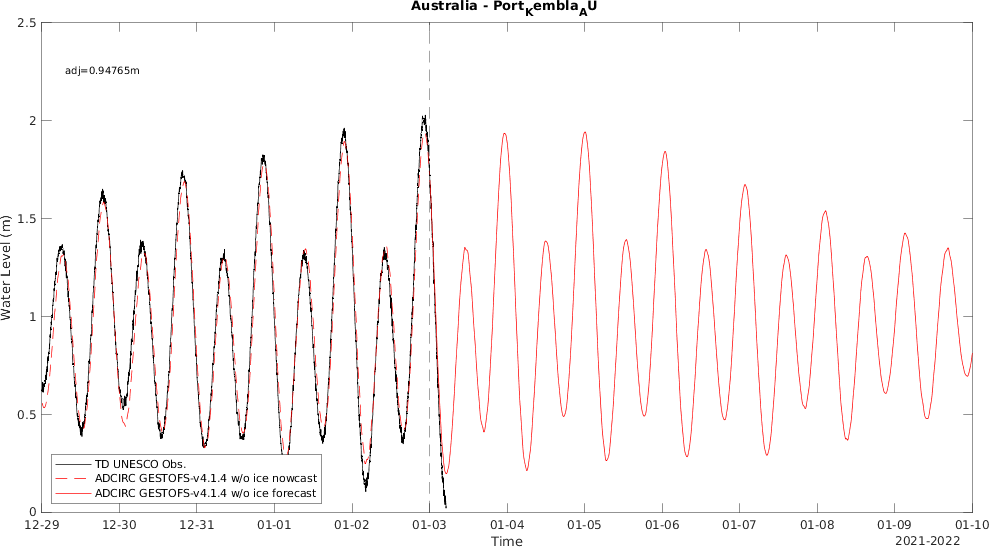 Australia - PortKemblaAU
adj=0.94765m
2.5
2
1.5
1
0.5
0
Water Level (m)
TD UNESCO Obs.
ADCIRC GESTOFS-v4.1.4 w/o ice nowcast
ADCIRC GESTOFS-v4.1.4 w/o ice forecast
12-29 12-30 12-31 01-01 01-02 01-03 01-04 01-05 01-06 01-07 01-08 01-09 01-10
Time
2021-2022